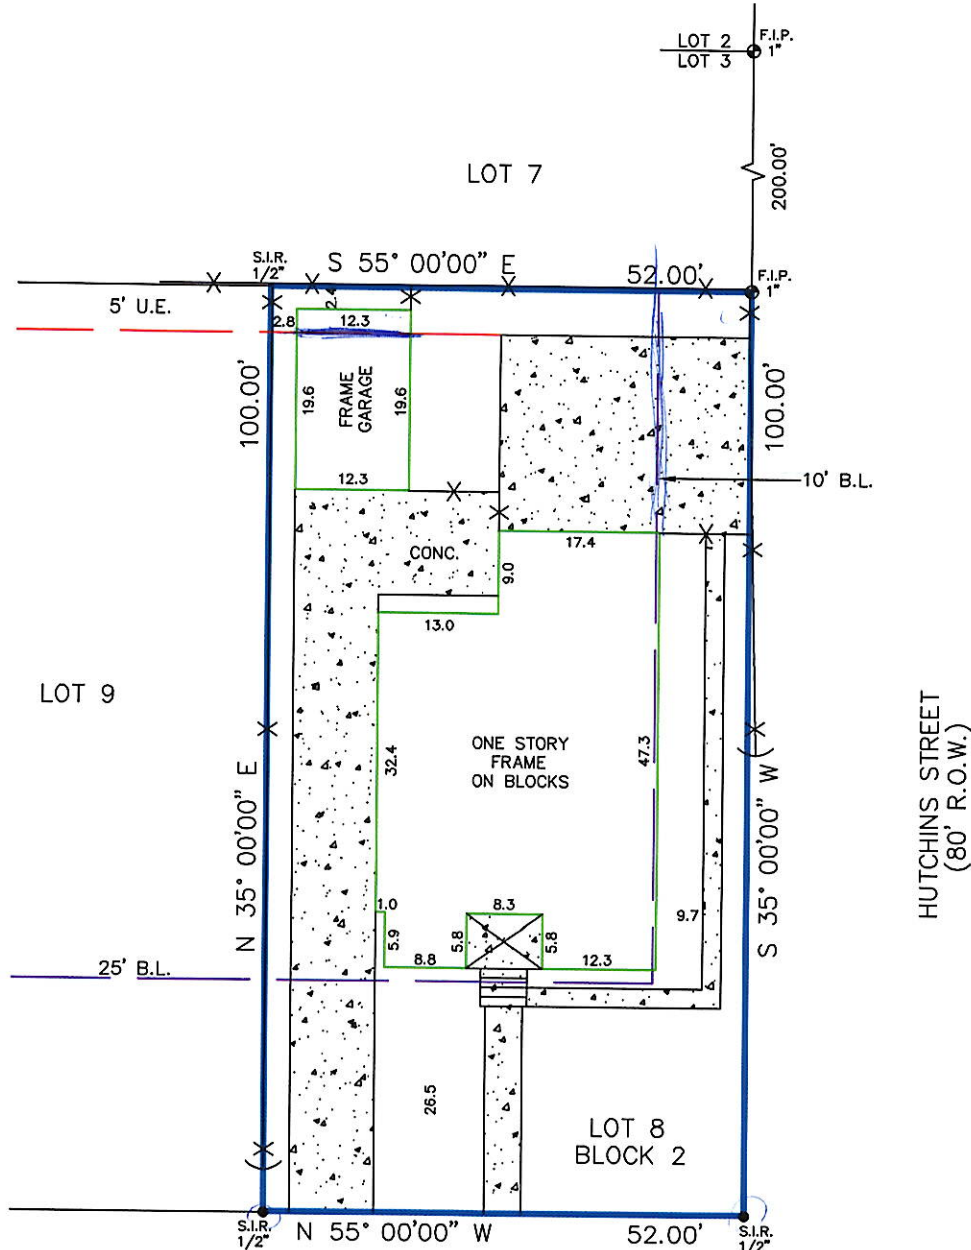 LOT 2
LOT 3
F.I.P.
1"
200.00'
LOT 7
S.I.R.
1/2"
S 55° 00'00" E
52.00'
F.I.P.
1"
5' U.E.
2.4
2.8
12.3
100.00'
19.6
FRAME
GARAGE
19.6
12.3
100.00'
10' B.L.
CONC.
17.4
9.0
13.0
LOT 9
ONE STORY
FRAME
ON BLOCKS
32.4
47.3
N 35° 00'00" E
S 35° 00'00" W
HUTCHINS STREET
(80' R.O.W.)
1.0
8.3
9.7
5.9
5.8
5.8
8.8
12.3
25' B.L.
26.5
LOT 8
BLOCK 2
S.I.R.
1/2"
N 55° 00'00" W
52.00'
S.I.R.
1/2"